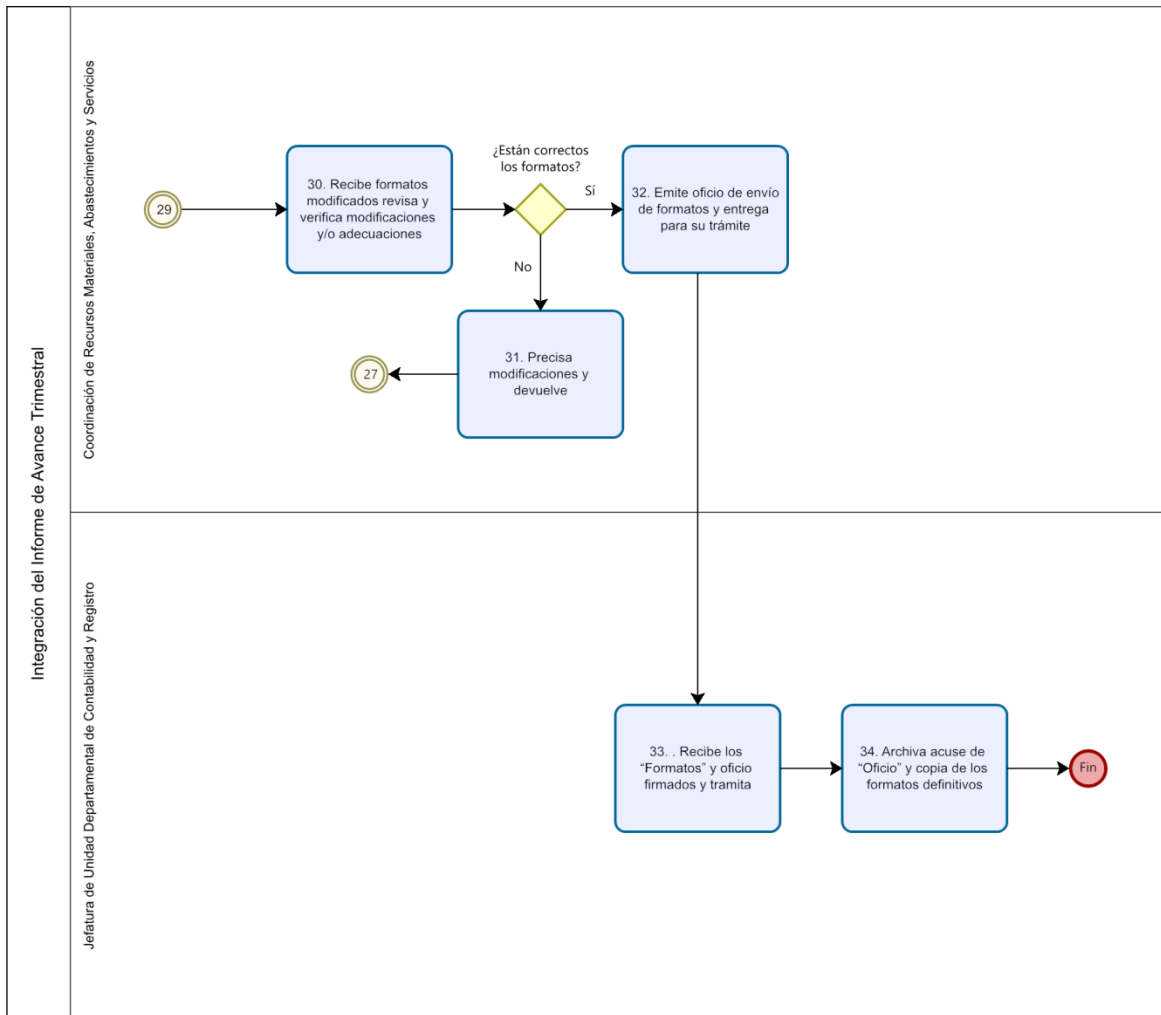 Integración del Informe de Avance Trimestral
Coordinación de Recursos Materiales, Abastecimientos y Servicios
29
30. Recibe formatos
modificados revisa y
verifica modificaciones
y/o adecuaciones
¿Están correctos
los formatos?
Sí
No
32. Emite oficio de envío
de formatos y entrega
para su trámite
31. Precisa
modificaciones y
devuelve
27
Jefatura de Unidad Departamental de Contabilidad y Registro
33. . Recibe los
“Formatos” y oficio
firmados y tramita
34. Archiva acuse de
“Oficio” y copia de los
formatos definitivos
Fin